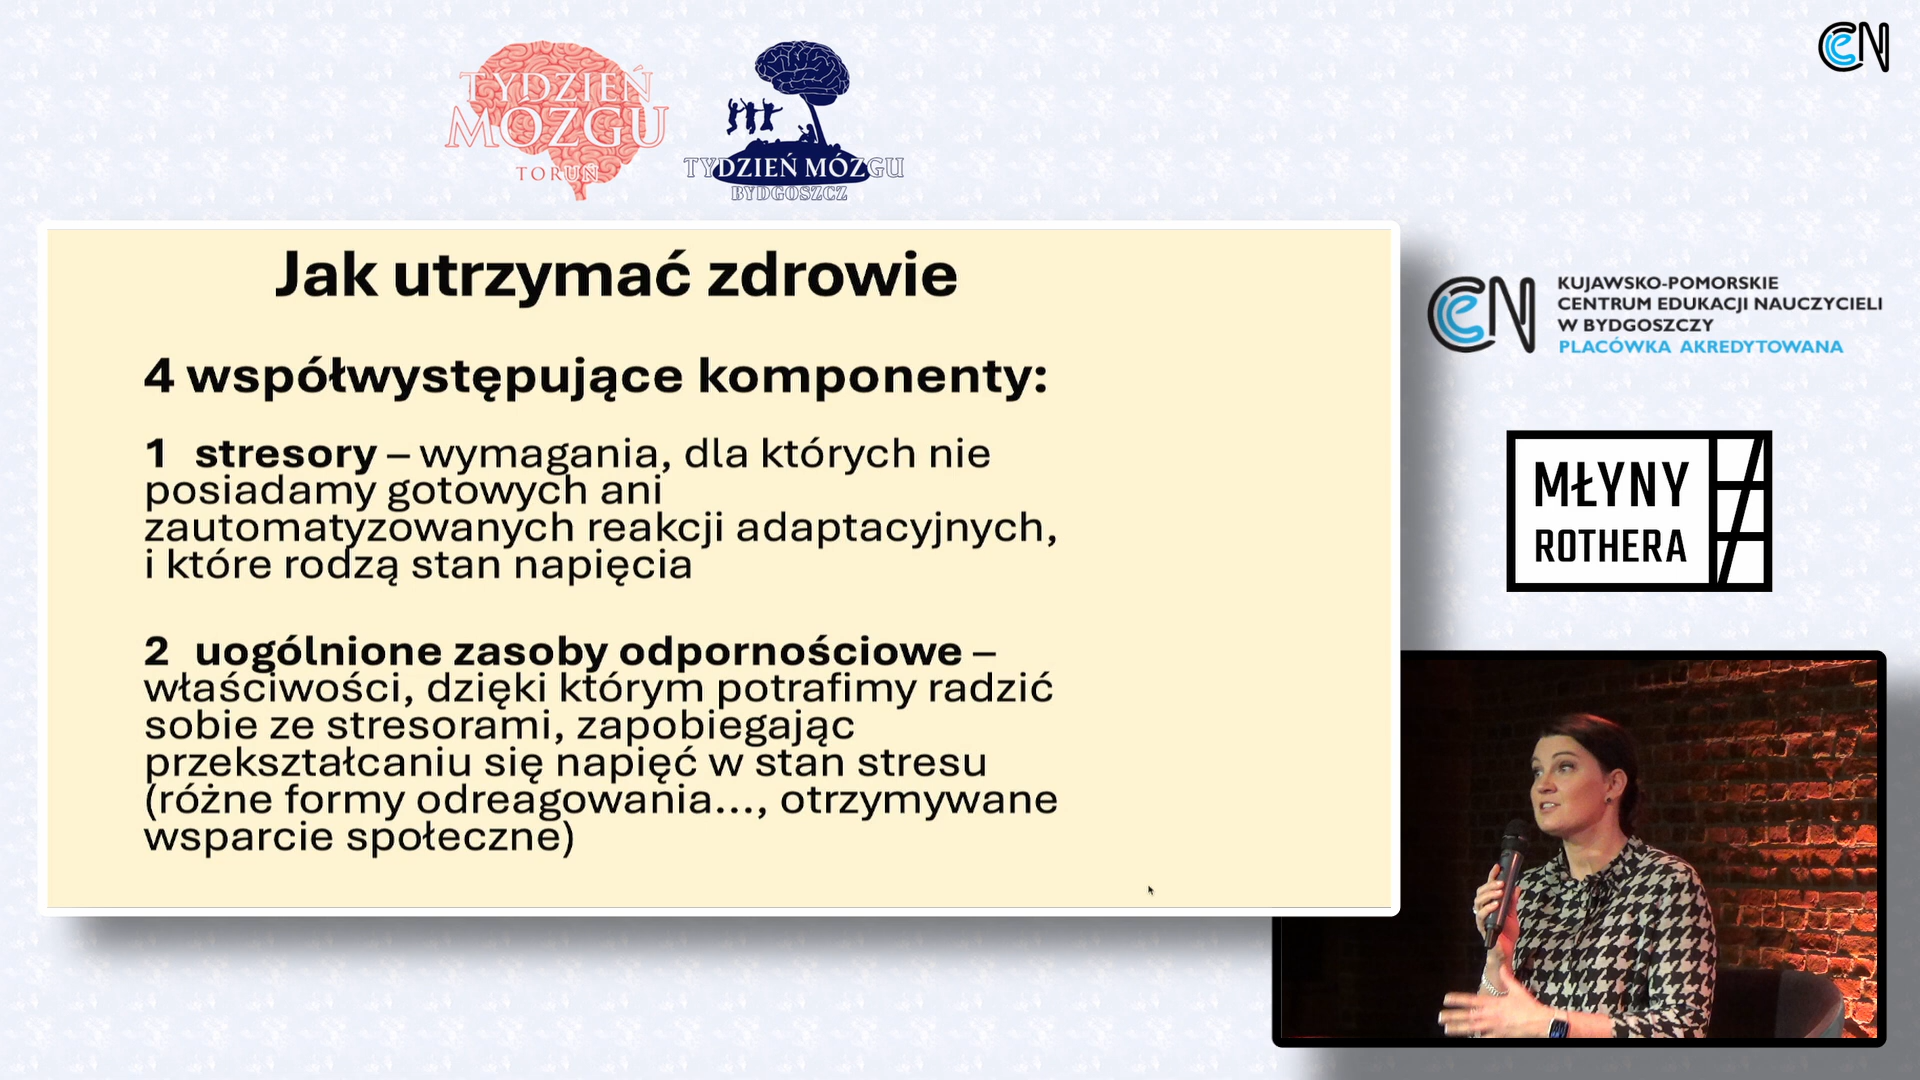 CEN
TYDZIEŃ
MÓZGU
TORUŃ
TYDZIEŃ MÓZGU
BYDGOSZCZ
Jak utrzymać zdrowie
4 współwystępujące komponenty:
1 stresory – wymagania, dla których nie
posiadamy gotowych ani
zautomatyzowanych reakcji adaptacyjnych,
i które rodzą stan napięcia
2 uogólnione zasoby odpornościowe –
właściwości, dzięki którym potrafimy radzić
sobie ze stresorami, zapobiegając
przekształcaniu się napięć w stan stresu
(różne formy odreagowania..., otrzymywane
wsparcie społeczne)
CEN
KUJAWSKO-POMORSKIE
CENTRUM EDUKACJI NAUCZYCIELI
W BYDGOSZCZY
PLACÓWKA AKREDYTOWANA
MŁYNY
ROTHERA